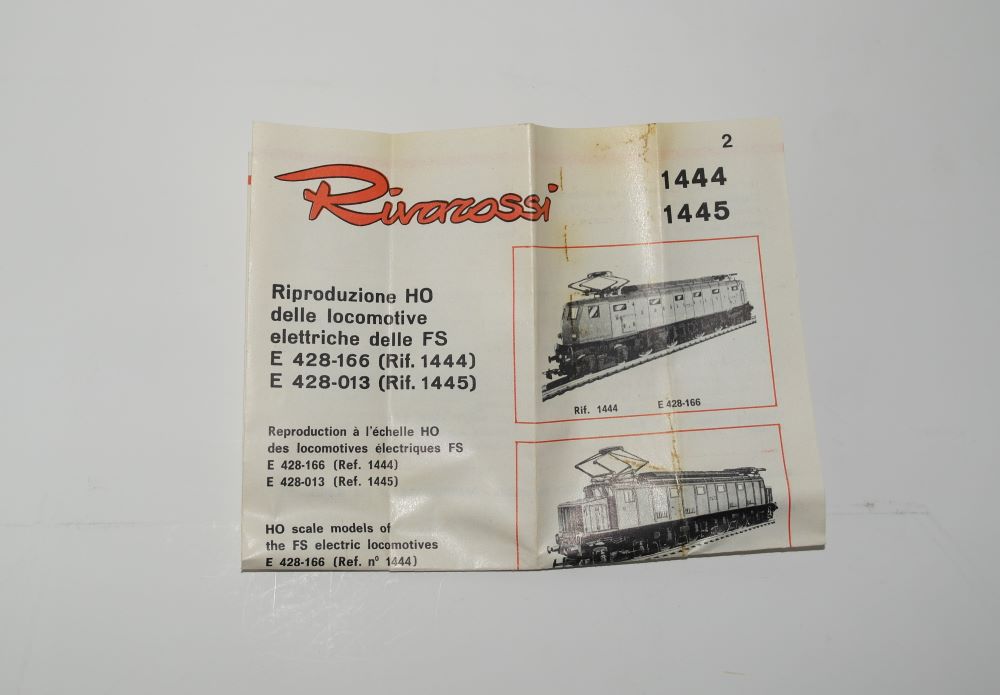 2
Rivarossi
1444
1445
Riproduzione HO
delle locomotive
elettriche delle FS
E 428-166 (Rif. 1444)
E 428-013 (Rif. 1445)
Rif. 1444 E 428-166
Reproduction à l'échelle HO
des locomotives électriques FS
E 428-166 (Ref. 1444)
E 428-013 (Ref. 1445)
HO scale models of
the FS electric locomotives
E 428-166 (Ref. n° 1444)